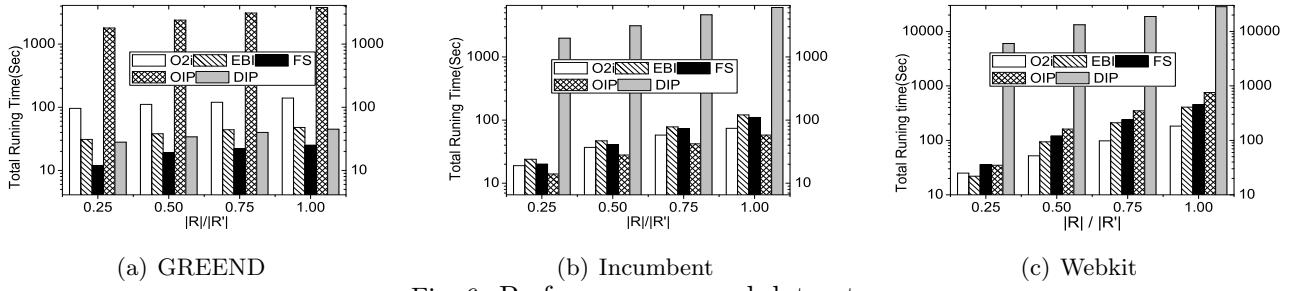 Total Runing Time(Sec)
1000
100
10
O2i EBI FS
OIP DIP
1000
100
10
0.25 0.50 0.75 1.00
|R|/|R'|
(a) GREEND
Total Runing Time(Sec)
1000
100
10
O2i EBI FS
OIP DIP
1000
100
10
0.25 0.50 0.75 1.00
|R|/|R'|
(b) Incumbent
Total Runing time(Sec)
10000
1000
100
10
O2i EBI FS
OIP DIP
10000
1000
100
10
0.25 0.50 0.75 1.00
|R| / |R'|
(c) Webkit
Fig. 6. Performance on real datasets